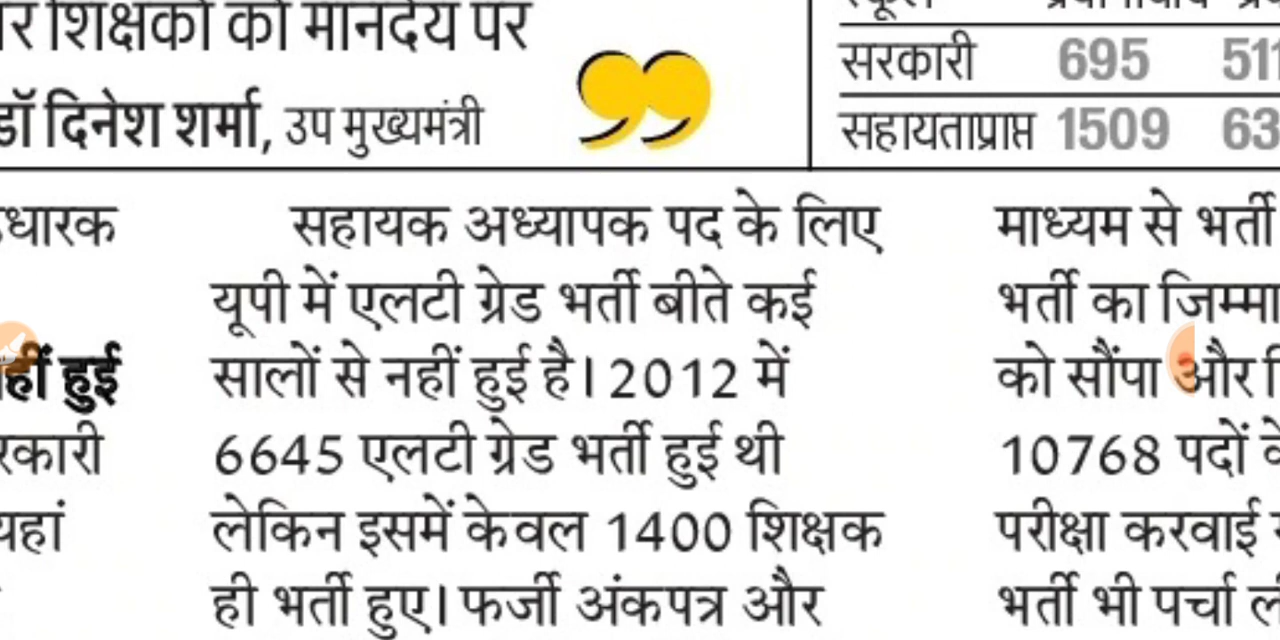 शिक्षकों को मानदेय पर
डॉ दिनेश शर्मा, उप मुख्यमंत्री
सरकारी 695 511
सहायताप्राप्त 1509 63
सहायक अध्यापक पद के लिए
यूपी में एलटी ग्रेड भर्ती बीते कई
सालों से नहीं हुई है। 2012 में
6645 एलटी ग्रेड भर्ती हुई थी
लेकिन इसमें केवल 1400 शिक्षक
ही भर्ती हुए। फर्जी अंकपत्र और
माध्यम से भर्ती
भर्ती का जिम्मा
को सौंपा और
10768 पदों
परीक्षा करवाई
भर्ती भी पर्चा
हुई
यहां